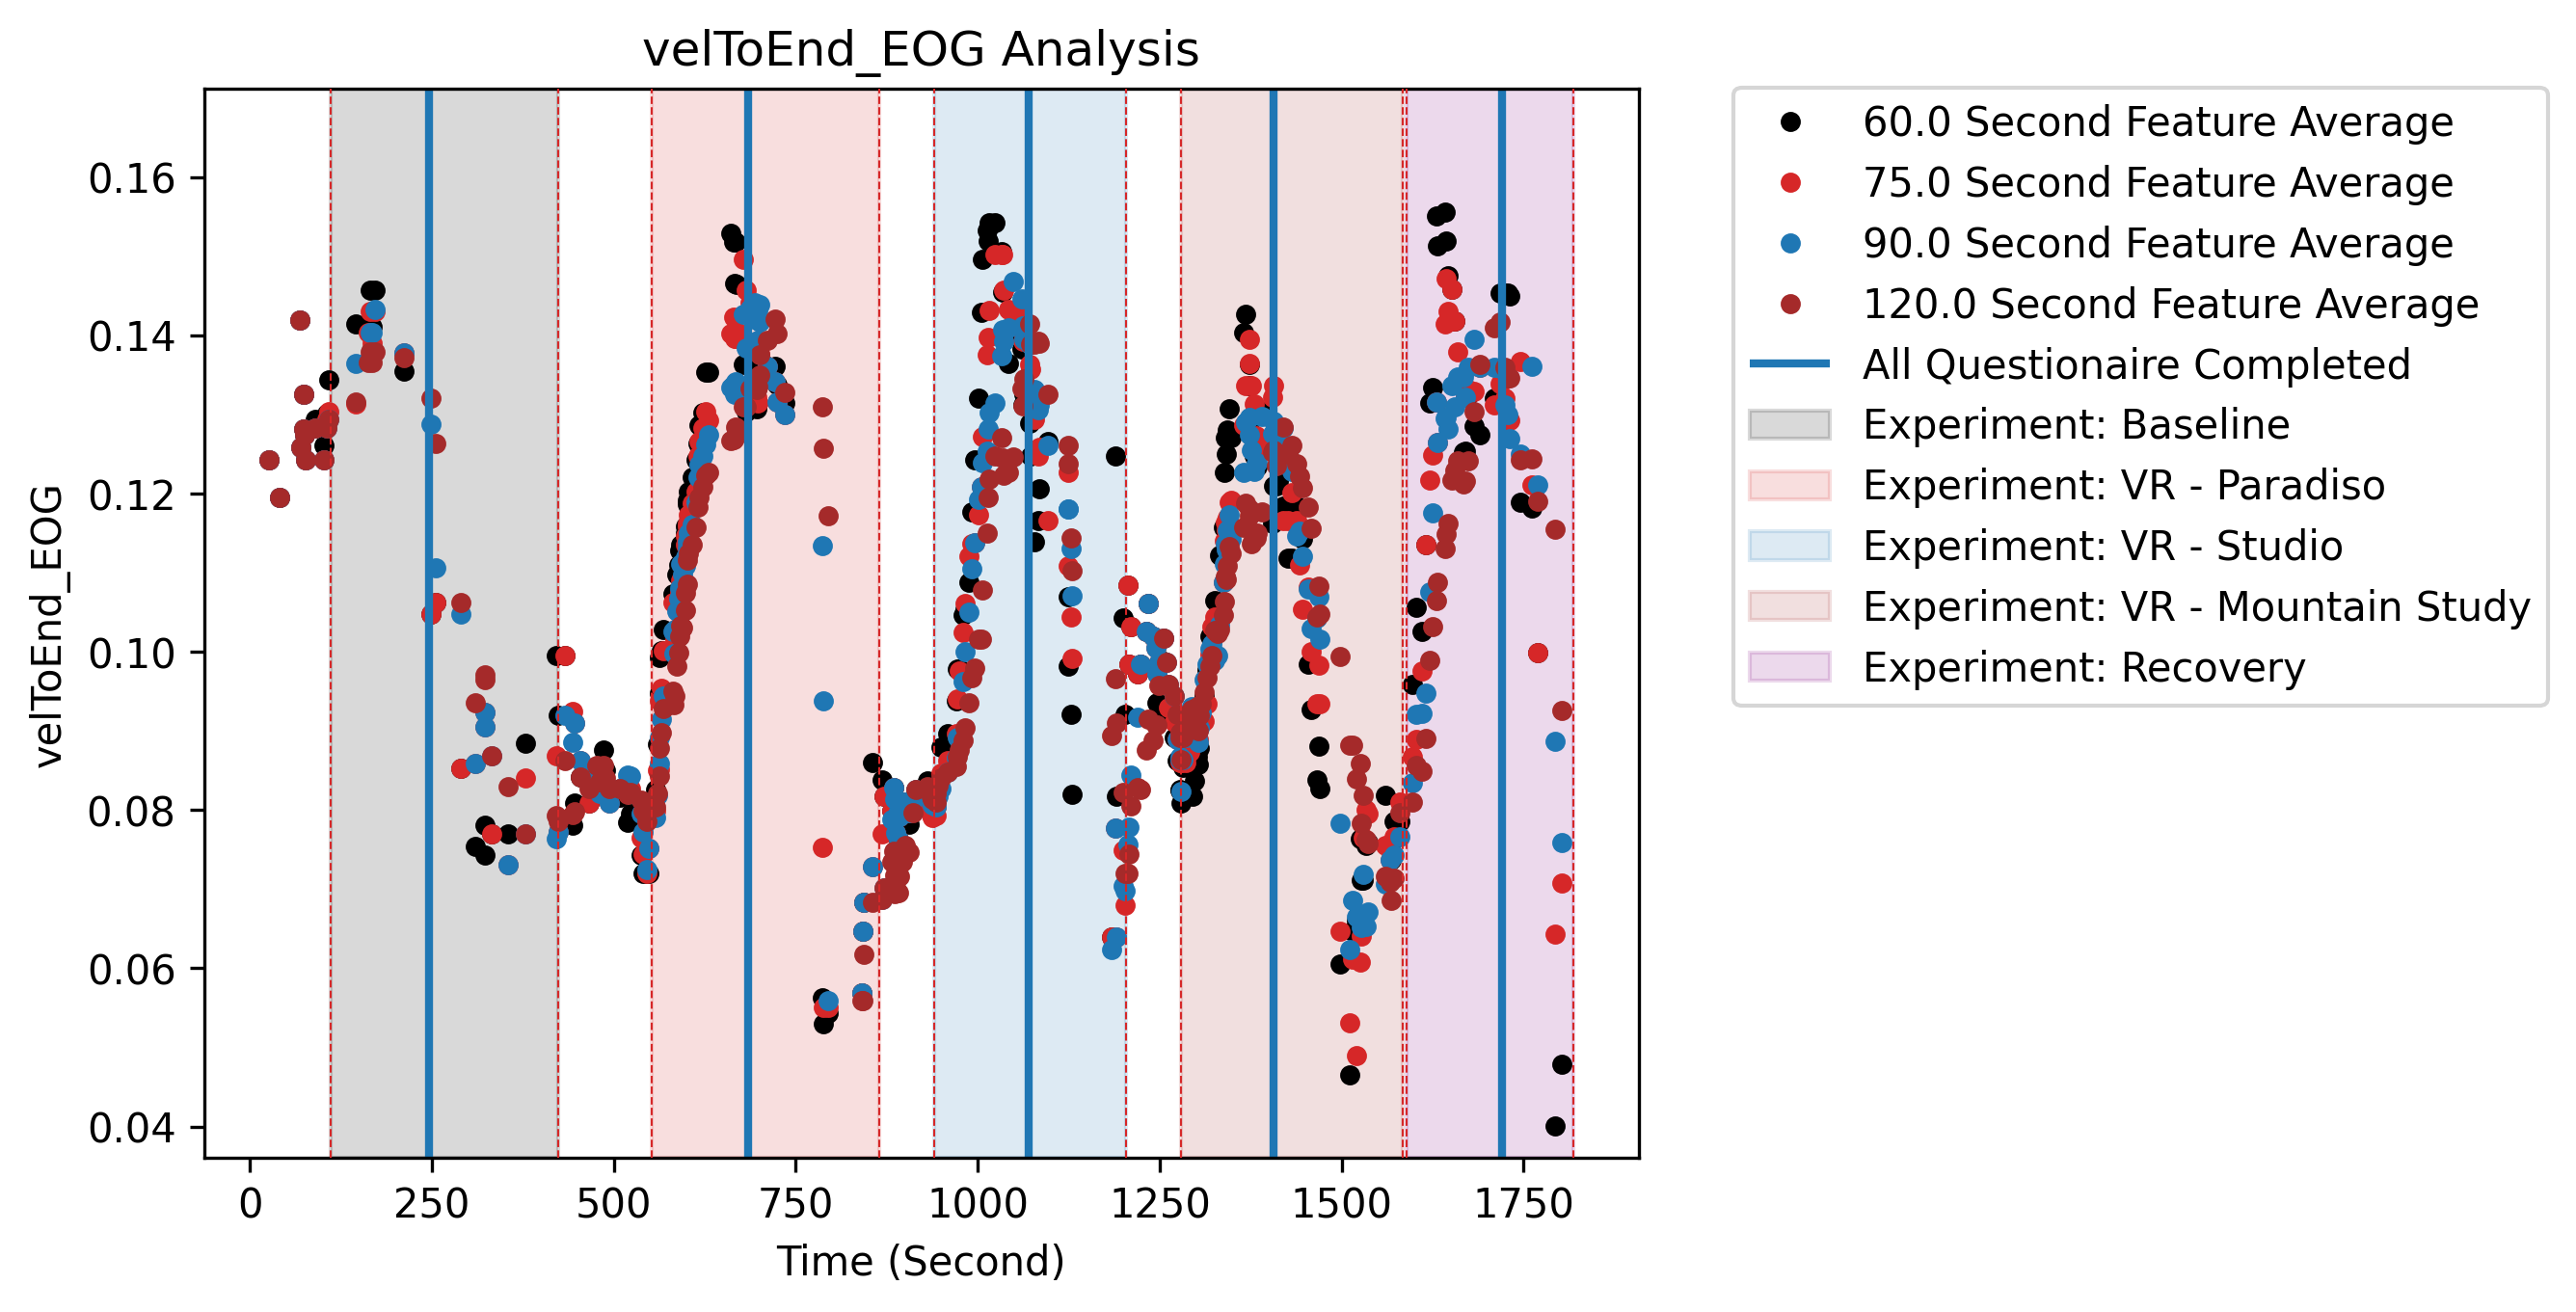 velToEnd_EOG Analysis
velToEnd_EOG
0.16
0.14
0.12
0.10
0.08
0.06
0.04
0
250
500
750
1000
1250
1500
1750
Time (Second)
60.0 Second Feature Average
75.0 Second Feature Average
90.0 Second Feature Average
120.0 Second Feature Average
All Questionaire Completed
Experiment: Baseline
Experiment: VR - Paradiso
Experiment: VR - Studio
Experiment: VR - Mountain Study
Experiment: Recovery